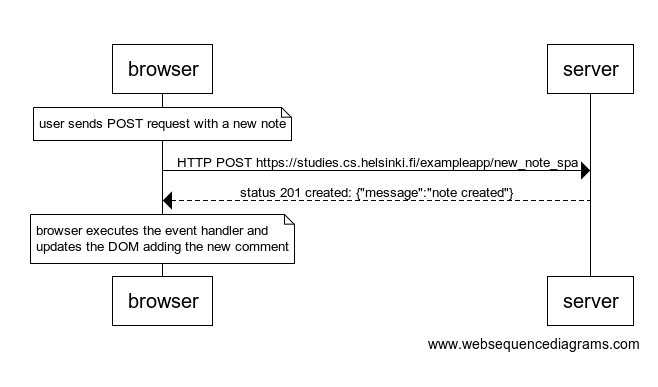 browser
server
user sends POST request with a new note
HTTP POST https://studies.cs.helsinki.fi/exampleapp/new_note_spa
status 201 created: {"message":"note created"}
browser executes the event handler and
updates the DOM adding the new comment
browser
server
www.websequencediagrams.com